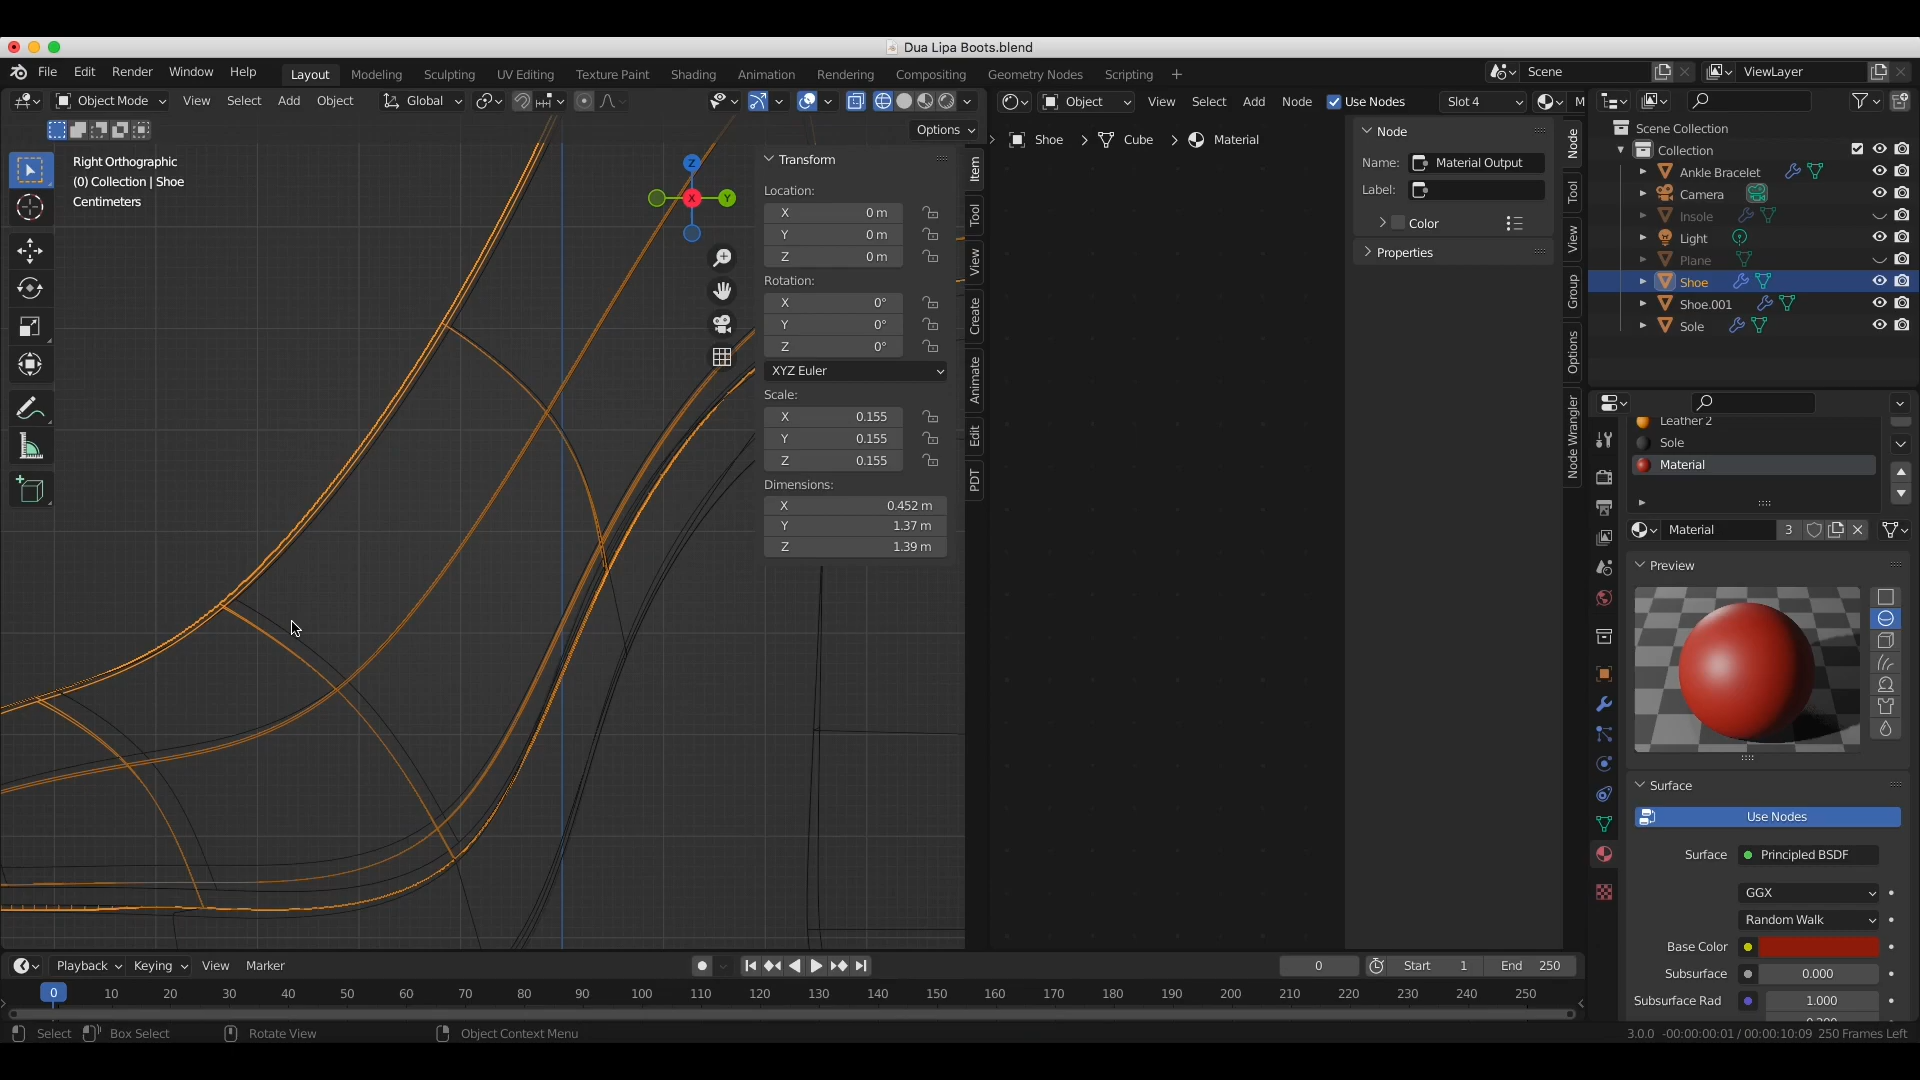 Dua Lipa Boots.blend
File Edit Render Window Help Layout Modeling Sculpting UV Editing Texture Paint Shading Animation Rendering Compositing Geometry Nodes Scripting + Scene ViewLayer
Object Mode View Select Add Object Global Object View Select Add Node Use Nodes Slot 4 M
Options
Right Orthographic
(0) Collection | Shoe
Centimeters
Z
X
Y
Transform
Location:
X 0 m
Y 0 m
Z 0 m
Rotation:
X 0°
Y 0°
Z 0°
XYZ Euler
Scale:
X 0.155
Y 0.155
Z 0.155
Dimensions:
X 0.452 m
Y 1.37 m
Z 1.39 m
Item
Tool
View
Create
Animate
Edit
PDT
Shoe > Cube > Material
Node
Name: Material Output
Label:
Color
Properties
Node
Tool
View
Group
Options
Node Wrangler
Scene Collection
Collection
Ankle Bracelet
Camera
Insole
Light
Plane
Shoe
Shoe.001
Sole
Leather 2
Sole
Material
Material 3
Preview
Surface
Use Nodes
Surface Principled BSDF
GGX
Random Walk
Base Color
Subsurface 0.000
Subsurface Rad 1.000
Playback Keying View Marker 0 Start 1 End 250
0 10 20 30 40 50 60 70 80 90 100 110 120 130 140 150 160 170 180 190 200 210 220 230 240 250
Select Box Select Rotate View Object Context Menu 3.0.0 -00:00:00:01 / 00:00:10:09 250 Frames Left